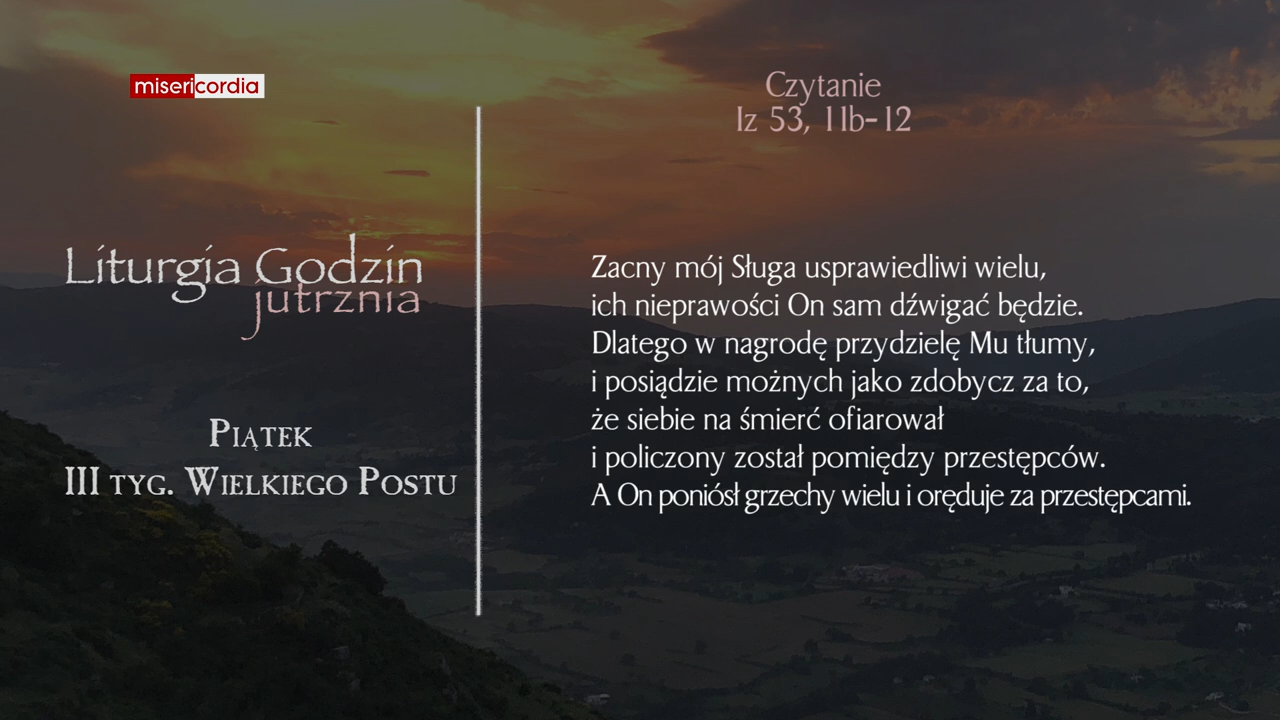 misericordia
Liturgia Godzin
jutrznia
Piątek
III tyg. Wielkiego Postu
Czytanie
Iz 53, 11b-12
Zacny mój Sługa usprawiedliwi wielu,
ich nieprawości On sam dźwigać będzie.
Dlatego w nagrodę przydzielę Mu tłumy,
i posiądzie możnych jako zdobycz za to,
że siebie na śmierć ofiarował
i policzony został pomiędzy przestępców.
A On poniósł grzechy wielu i oręduje za przestępcami.